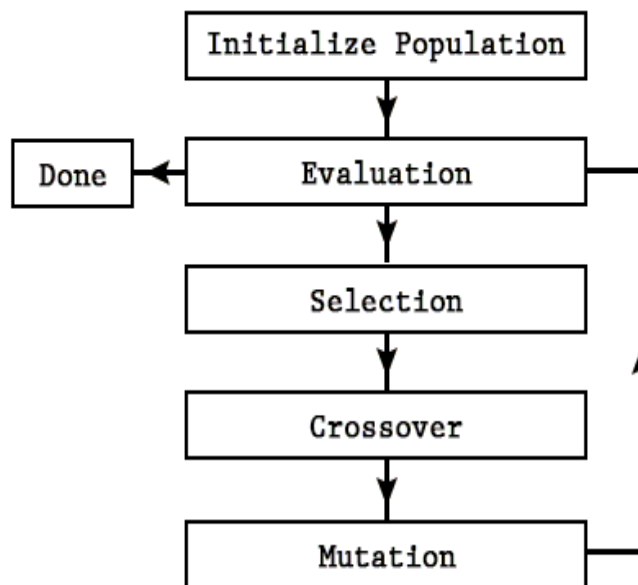 Initialize Population
Done
Evaluation
Selection
Crossover
Mutation